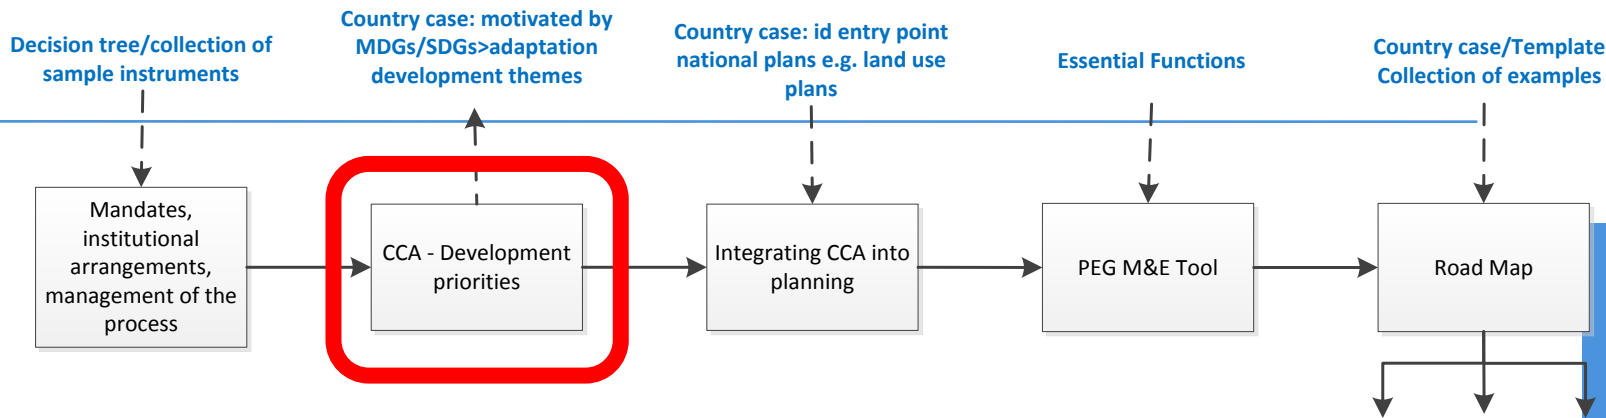 Decision tree/collection of
sample instruments
Country case: motivated by
MDGs/SDGs>adaptation
development themes
Country case: id entry point
national plans e.g. land use
plans
Essential Functions
Country case/Template
Collection of examples
Mandates,
institutional
arrangements,
management of the
process
CCA - Development
priorities
Integrating CCA into
planning
PEG M&E Tool
Road Map